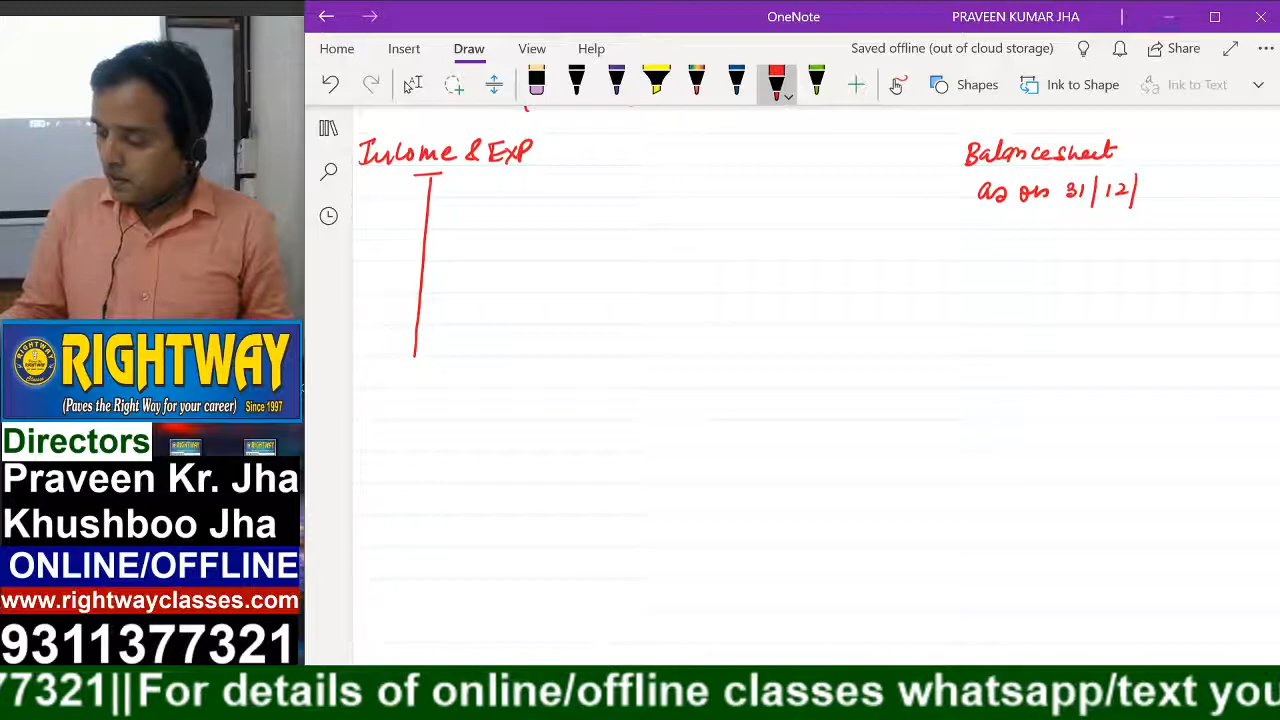 OneNote
PRAVEEN KUMAR JHA
Home Insert Draw View Help
Saved offline (out of cloud storage)
Share
Shapes
Ink to Shape
Ink to Text
Income & Exp
Balancesheet
as on 31/12/
RIGHTWAY
(Paves the Right Way for your career) Since 1997
Directors
Praveen Kr. Jha
Khushboo Jha
ONLINE/OFFLINE
www.rightwayclasses.com
9311377321
77321||For details of online/offline classes whatsapp/text you